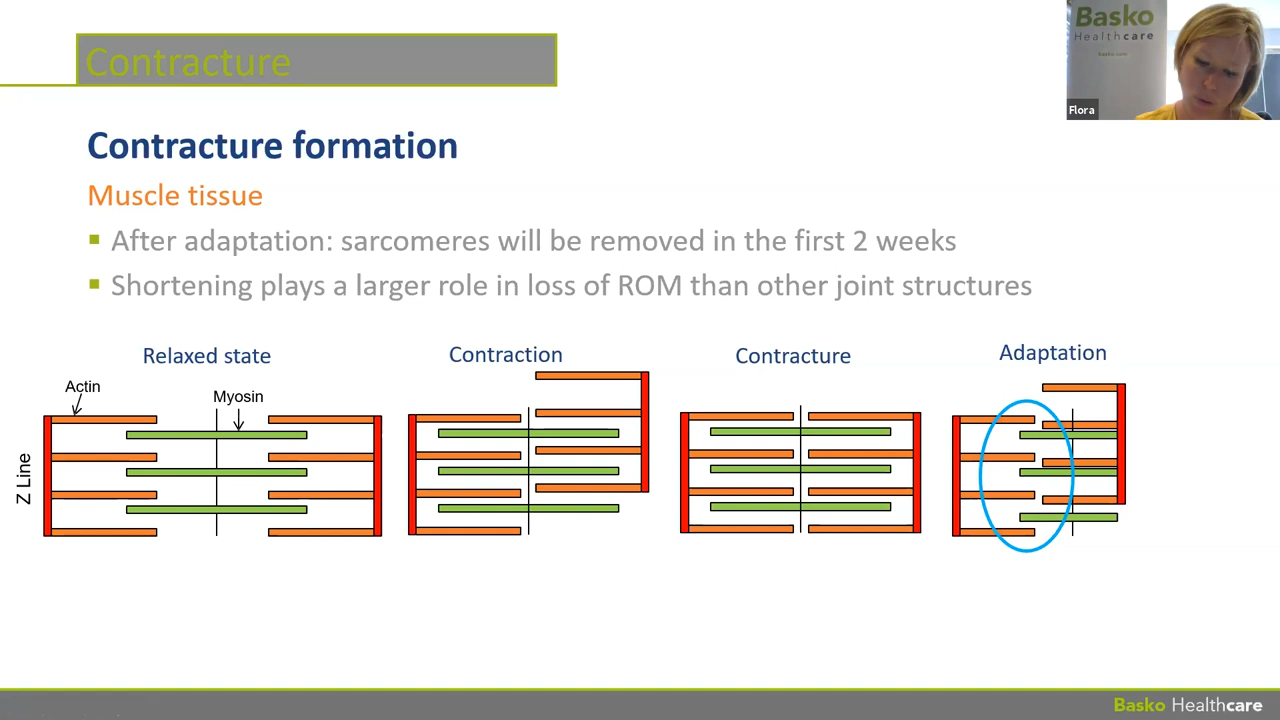 Contracture
Basko
Healthcare
basko.com
Flora
Contracture formation
Muscle tissue
After adaptation: sarcomeres will be removed in the first 2 weeks
Shortening plays a larger role in loss of ROM than other joint structures
Relaxed state
Contraction
Contracture
Adaptation
Actin
Myosin
Z Line
Basko Healthcare